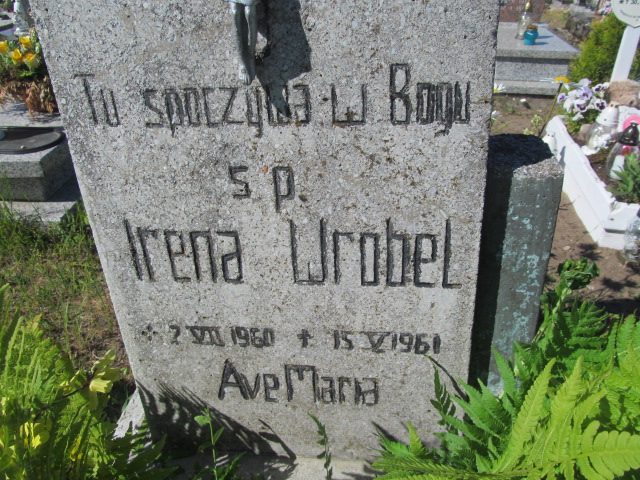 Tu spoczywa w Bogu
ś p
Irena Wrobel
* 2 VII 1960 + 15 V 1961
Ave Maria